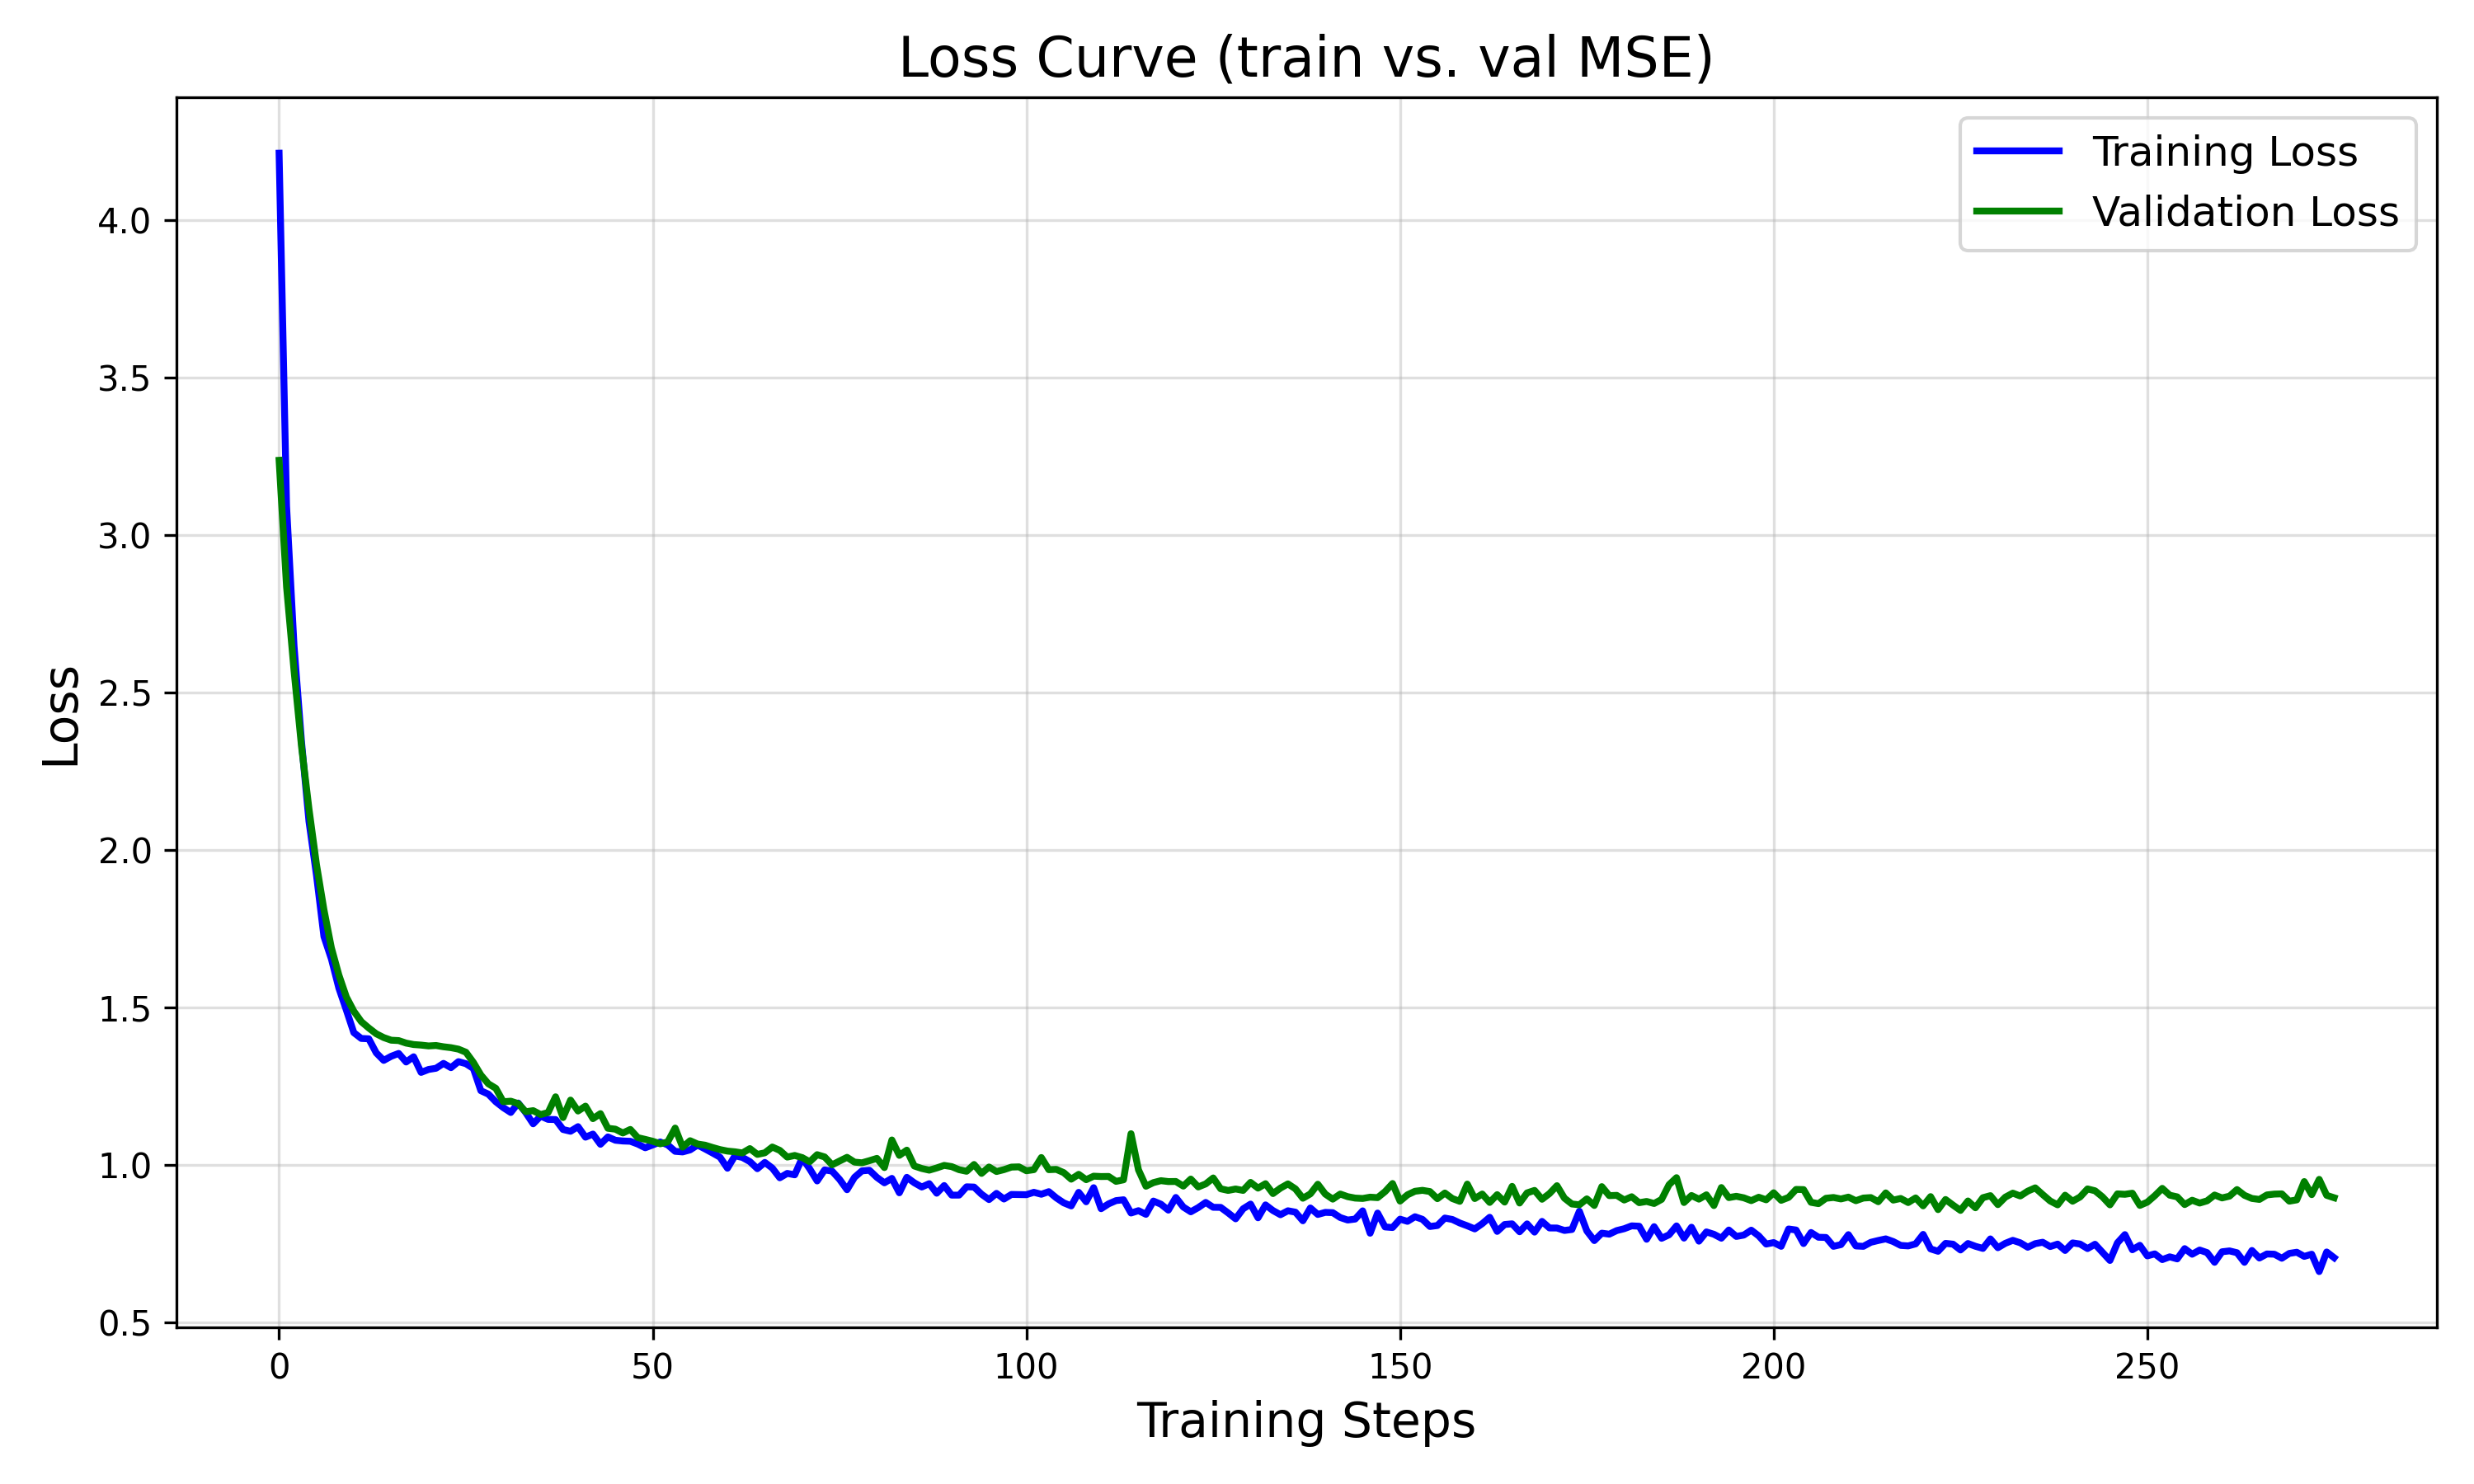 Loss Curve (train vs. val MSE)
Training Loss
Validation Loss
4.0
3.5
3.0
2.5
2.0
1.5
1.0
0.5
Loss
0 50 100 150 200 250
Training Steps